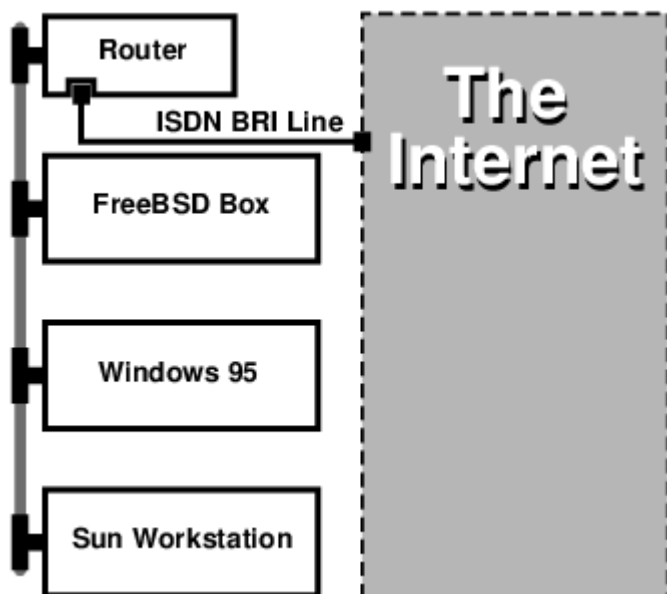 Router
The
ISDN BRI Line
Internet
FreeBSD Box
Windows 95
Sun Workstation